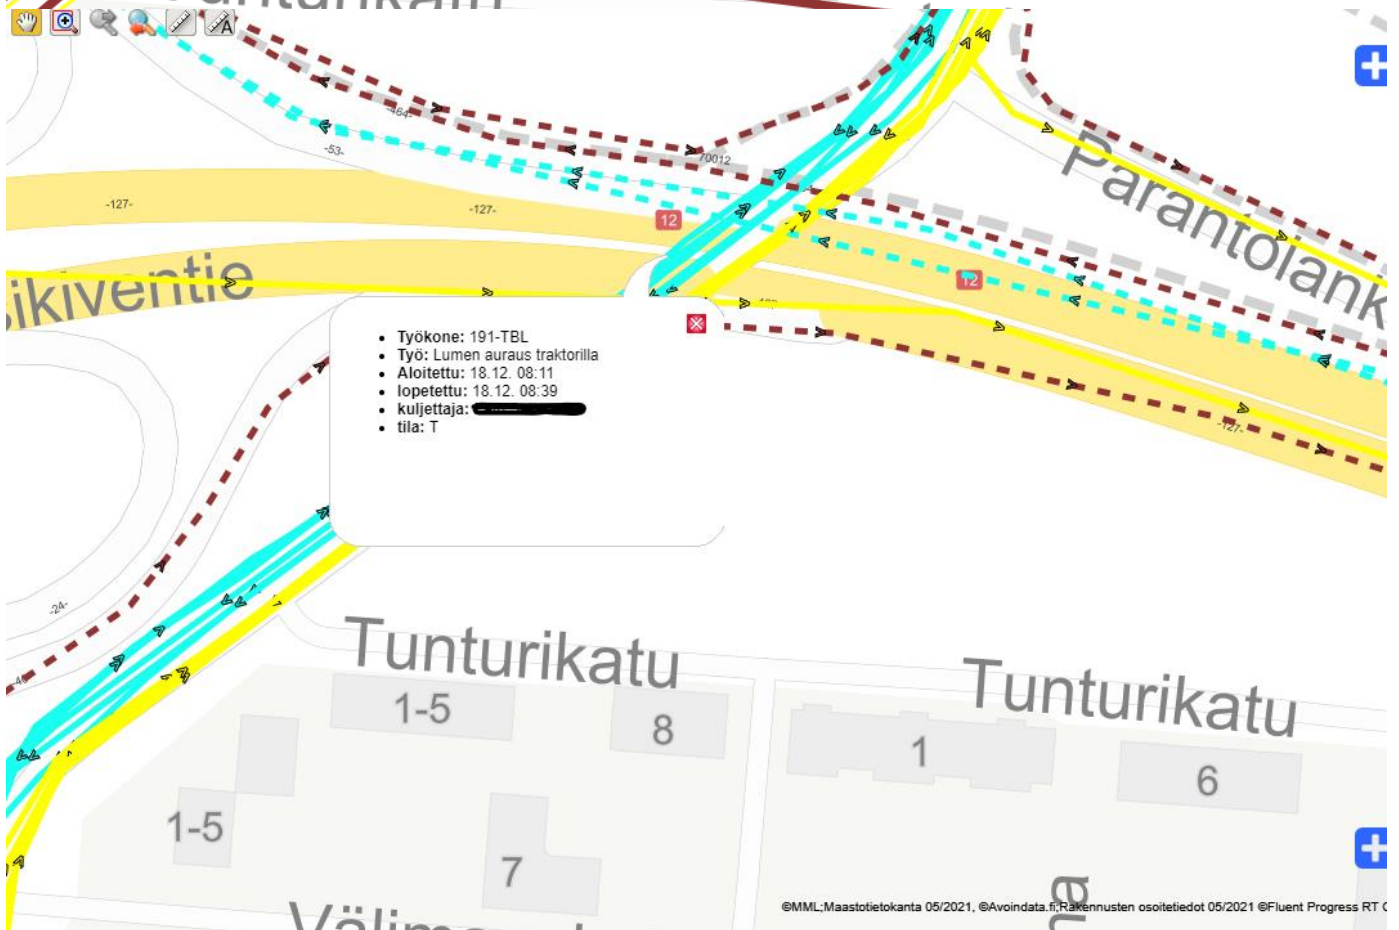 A
-464-
-53-
70012
-127-
-127-
12
12
Parantolank
sikiventie
Työkone: 191-TBL
Työ: Lumen auraus traktorilla
Aloitettu: 18.12. 08:11
lopetettu: 18.12. 08:39
kuljettaja:
tila: T
-127-
-24-
Tunturikatu
Tunturikatu
1-5
8
1
6
1-5
7
©MML;Maastotietokanta 05/2021, ©Avoindata.fi;Rakennusten osoitetiedot 05/2021 ©Fluent Progress RT